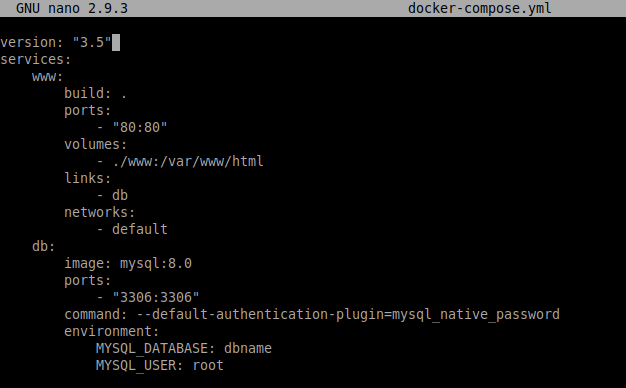 GNU nano 2.9.3 docker-compose.yml
version: "3.5"
services:
www:
build: .
ports:
- "80:80"
volumes:
- ./www:/var/www/html
links:
- db
networks:
- default
db:
image: mysql:8.0
ports:
- "3306:3306"
command: --default-authentication-plugin=mysql_native_password
environment:
MYSQL_DATABASE: dbname
MYSQL_USER: root